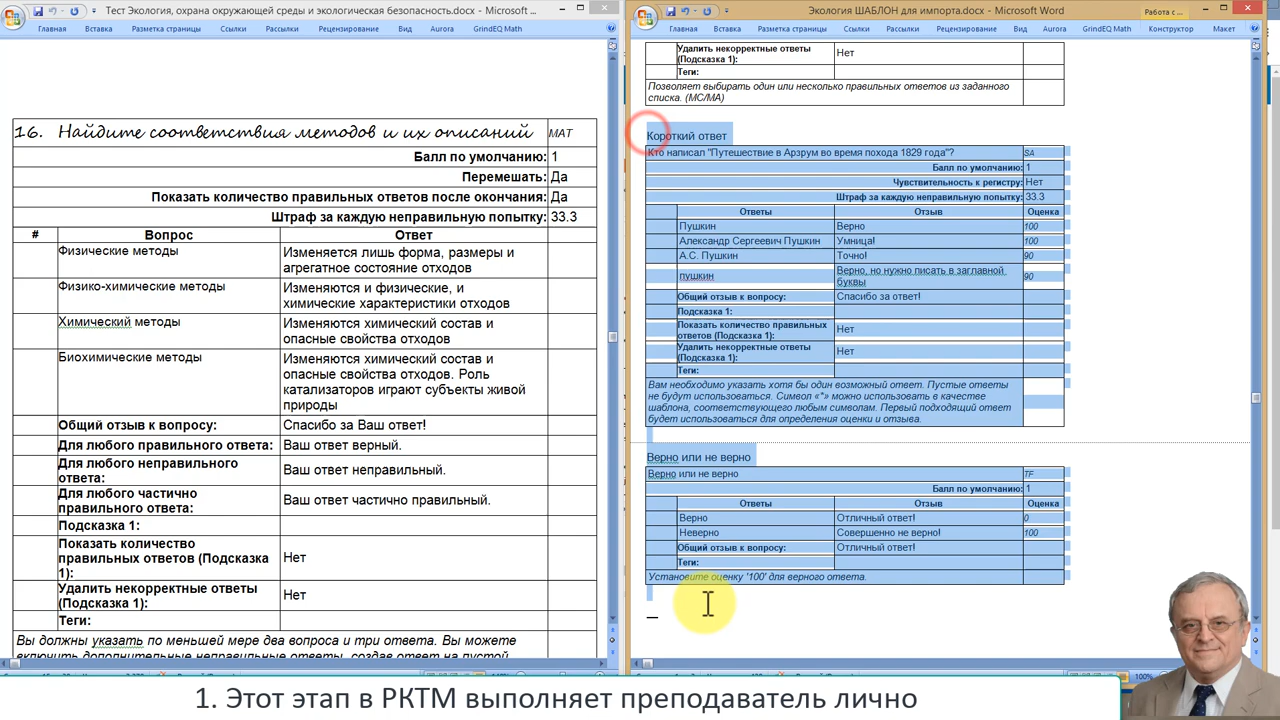 Тест Экология, охрана окружающей среды и экологическая безопасность.docx - Microsoft ...
Главная Вставка Разметка страницы Ссылки Рассылки Рецензирование Вид Aurora GrindEQ Math
16. Найдите соответствия методов и их описаний MAT
Балл по умолчанию: 1
Перемешать: Да
Показать количество правильных ответов после окончания: Да
Штраф за каждую неправильную попытку: 33.3
# Вопрос Ответ
Физические методы Изменяется лишь форма, размеры и
агрегатное состояние отходов
Физико-химические методы Изменяются и физические, и
химические характеристики отходов
Химический методы Изменяются химический состав и
опасные свойства отходов
Биохимические методы Изменяются химический состав и
опасные свойства отходов. Роль
катализаторов играют субъекты живой
природы
Общий отзыв к вопросу: Спасибо за Ваш ответ!
Для любого правильного ответа: Ваш ответ верный.
Для любого неправильного
ответа: Ваш ответ неправильный.
Для любого частично
правильного ответа: Ваш ответ частично правильный.
Подсказка 1:
Показать количество
правильных ответов (Подсказка
1): Нет
Удалить некорректные ответы
(Подсказка 1): Нет
Теги:
Вы должны указать по меньшей мере два вопроса и три ответа. Вы можете
включить дополнительные неправильные ответы, создав ответ на пустой
Экология ШАБЛОН для импорта.docx - Microsoft Word
Работа с ...
Главная Вставка Разметка страницы Ссылки Рассылки Рецензирование Вид Aurora GrindEQ Math Конструктор Макет
Удалить некорректные ответы
(Подсказка 1): Нет
Теги:
Позволяет выбирать один или несколько правильных ответов из заданного
списка. (MC/MA)
Короткий ответ
Кто написал "Путешествие в Арзрум во время похода 1829 года"? SA
Балл по умолчанию: 1
Чувствительность к регистру: Нет
Штраф за каждую неправильную попытку: 33.3
Ответы Отзыв Оценка
Пушкин Верно 100
Александр Сергеевич Пушкин Умница! 100
А.С. Пушкин Точно! 90
пушкин Верно, но нужно писать в заглавной
буквы 90
Общий отзыв к вопросу: Спасибо за ответ!
Подсказка 1:
Показать количество правильных
ответов (Подсказка 1): Нет
Удалить некорректные ответы
(Подсказка 1): Нет
Теги:
Вам необходимо указать хотя бы один возможный ответ. Пустые ответы
не будут использоваться. Символ «*» можно использовать в качестве
шаблона, соответствующего любым символам. Первый подходящий ответ
будет использоваться для определения оценки и отзыва.
Верно или не верно
Верно или не верно TF
Балл по умолчанию: 1
Ответы Отзыв Оценка
Верно Отличный ответ! 0
Неверно Совершенно не верно! 100
Общий отзыв к вопросу: Отличный ответ!
Теги:
Установите оценку '100' для верного ответа.
100%
1. Этот этап в РКТМ выполняет преподаватель лично